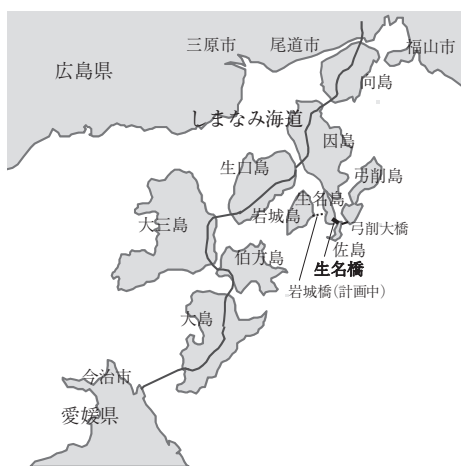 三原市
尾道市
福山市
広島県
向島
しまなみ海道
因島
生口島
弓削島
生名島
大三島
岩城島
弓削大橋
佐島
伯方島
生名橋
岩城橋(計画中)
大島
今治市
愛媛県